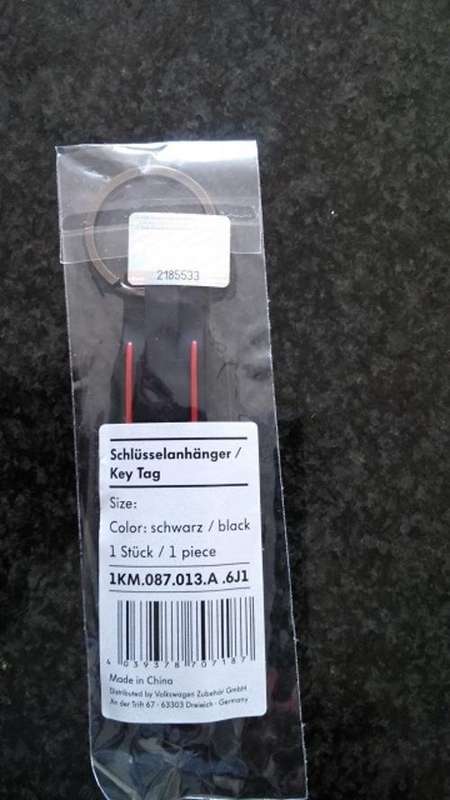 2185533
Schlüsselanhänger /
Key Tag
Size:
Color: schwarz / black
1 Stück / 1 piece
1KM.087.013.A .6J1
4 039378 707187
Made in China
Distributed by Volkswagen Zubehör GmbH
An der Trift 67 · 63303 Dreieich · Germany